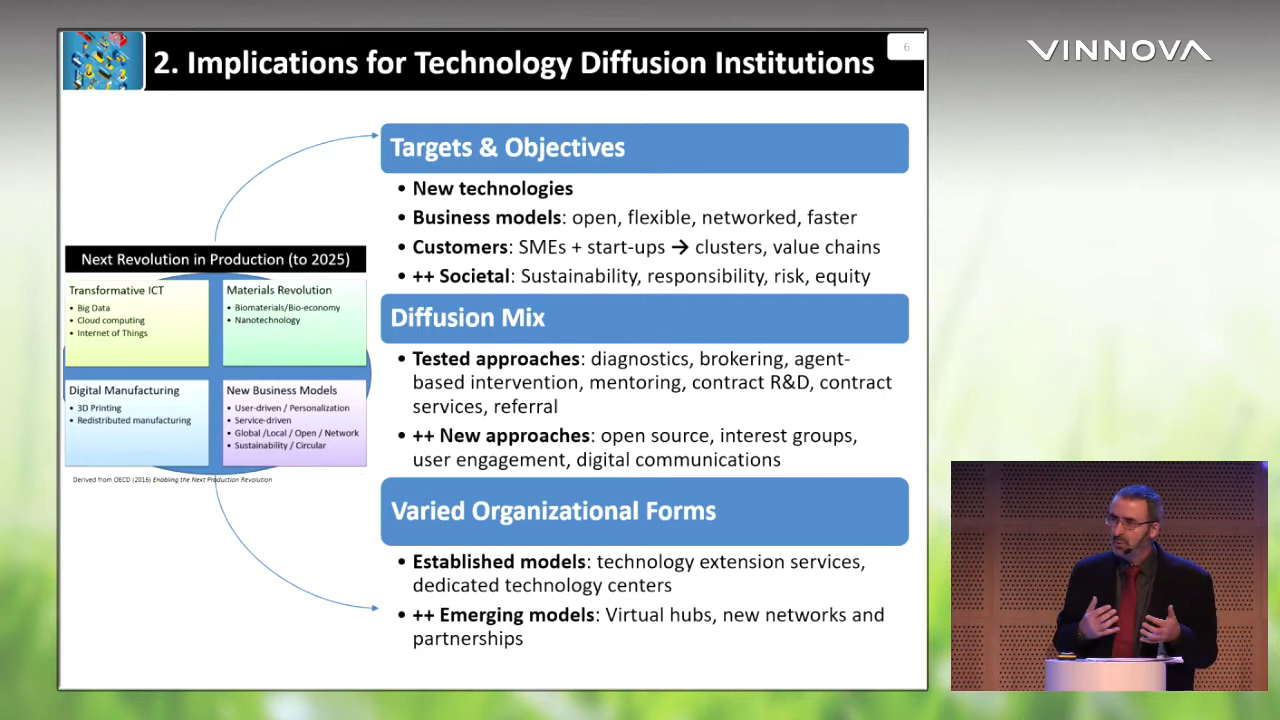 2. Implications for Technology Diffusion Institutions
6
VINNOVA
Targets & Objectives
• New technologies
• Business models: open, flexible, networked, faster
• Customers: SMEs + start-ups → clusters, value chains
• ++ Societal: Sustainability, responsibility, risk, equity
Next Revolution in Production (to 2025)
Transformative ICT
• Big Data
• Cloud computing
• Internet of Things
Materials Revolution
• Biomaterials/Bio-economy
• Nanotechnology
Digital Manufacturing
• 3D Printing
• Redistributed manufacturing
New Business Models
• User-driven / Personalization
• Service-driven
• Global /Local / Open / Network
• Sustainability / Circular
Derived from OECD (2016) Enabling the Next Production Revolution
Diffusion Mix
• Tested approaches: diagnostics, brokering, agent-
based intervention, mentoring, contract R&D, contract
services, referral
• ++ New approaches: open source, interest groups,
user engagement, digital communications
Varied Organizational Forms
• Established models: technology extension services,
dedicated technology centers
• ++ Emerging models: Virtual hubs, new networks and
partnerships